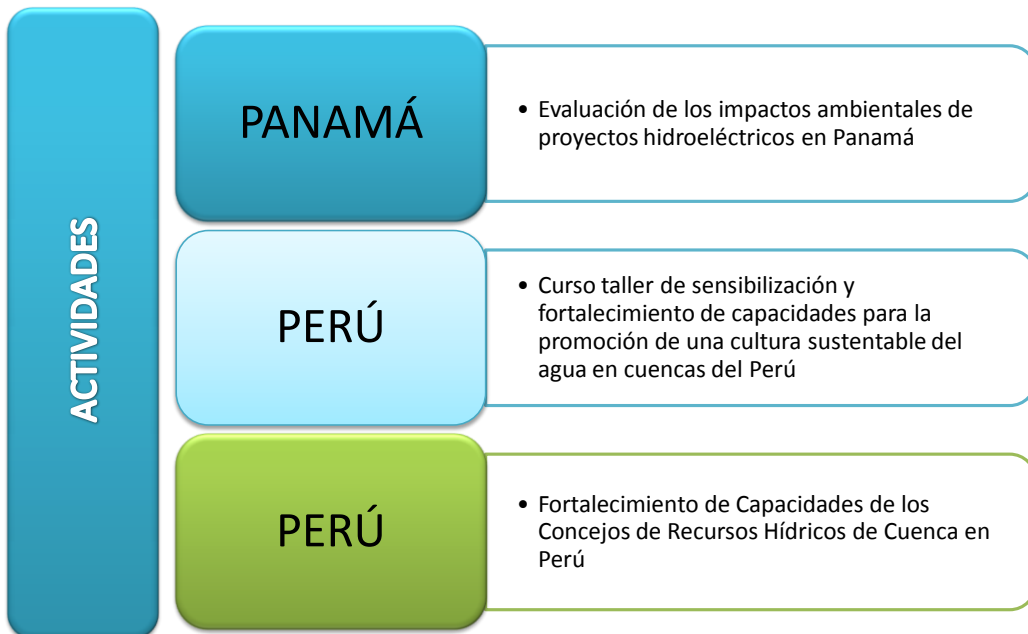 ACTIVIDADES
PANAMÁ
• Evaluación de los impactos ambientales de
proyectos hidroeléctricos en Panamá
PERÚ
• Curso taller de sensibilización y
fortalecimiento de capacidades para la
promoción de una cultura sustentable del
agua en cuencas del Perú
PERÚ
• Fortalecimiento de Capacidades de los
Concejos de Recursos Hídricos de Cuenca en
Perú